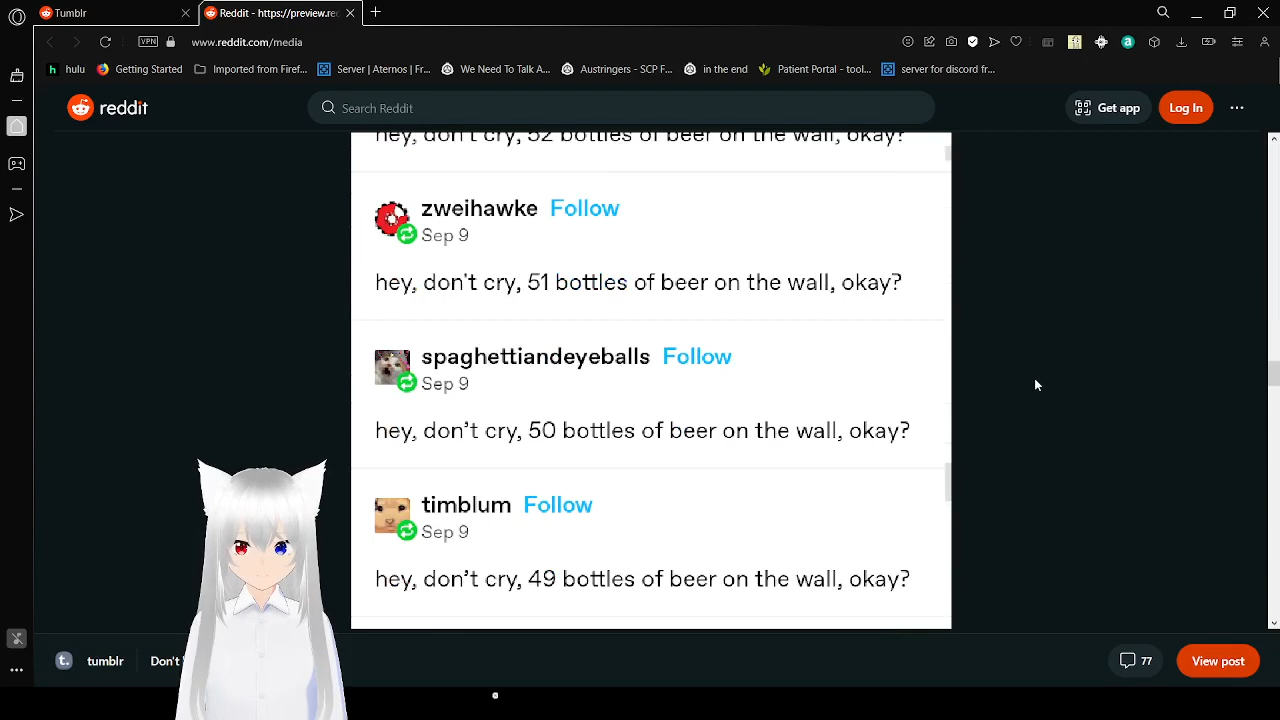 Tumblr
Reddit - https://preview.red
www.reddit.com/media
VPN
hulu
Getting Started
Imported from Firef...
Server | Aternos | Fr...
We Need To Talk A...
Austringers - SCP F...
in the end
Patient Portal - tool...
server for discord fr...
reddit
Search Reddit
Get app
Log In
hey, don't cry, 52 bottles of beer on the wall, okay?
zweihawke Follow
Sep 9
hey, don't cry, 51 bottles of beer on the wall, okay?
spaghettiandeyeballs Follow
Sep 9
hey, don’t cry, 50 bottles of beer on the wall, okay?
timblum Follow
Sep 9
hey, don’t cry, 49 bottles of beer on the wall, okay?
t.
tumblr
Don't
77
View post